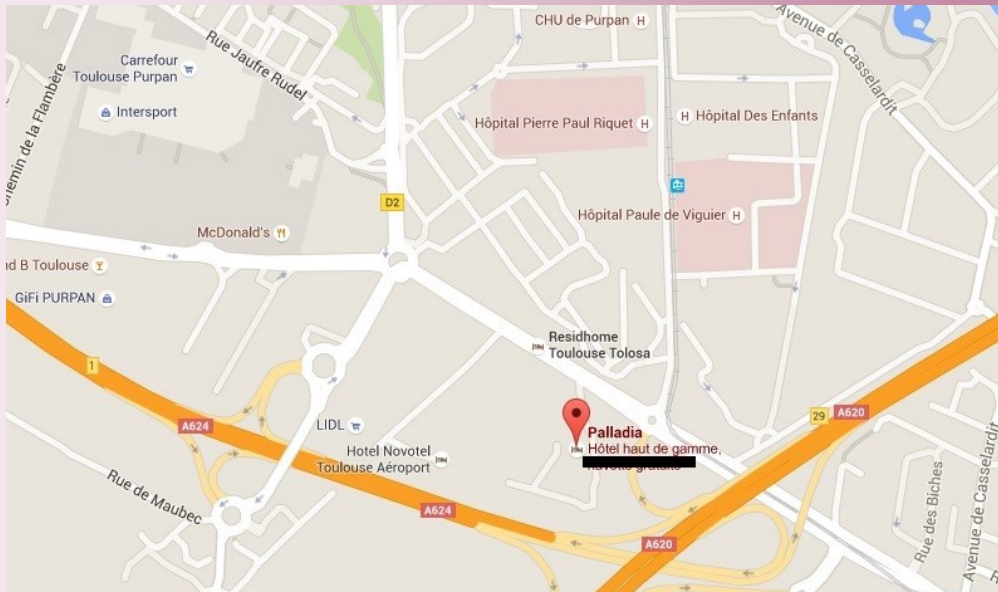 CHU de Purpan
H
Avenue de Casselardit
Carrefour
Toulouse Purpan
Rue Jaufre Rudel
Intersport
Chemin de la Flambère
Hôpital Pierre Paul Riquet
H
H
Hôpital Des Enfants
D2
McDonald's
Hôpital Paule de Viguier
H
B Toulouse
GiFi PURPAN
Residhome
Toulouse Tolosa
1
A624
LIDL
Palladia
Hôtel haut de gamme,
29
A620
Hotel Novotel
Toulouse Aéroport
Rue de Maubec
A624
A620
Rue des Biches
Avenue de Casselardit